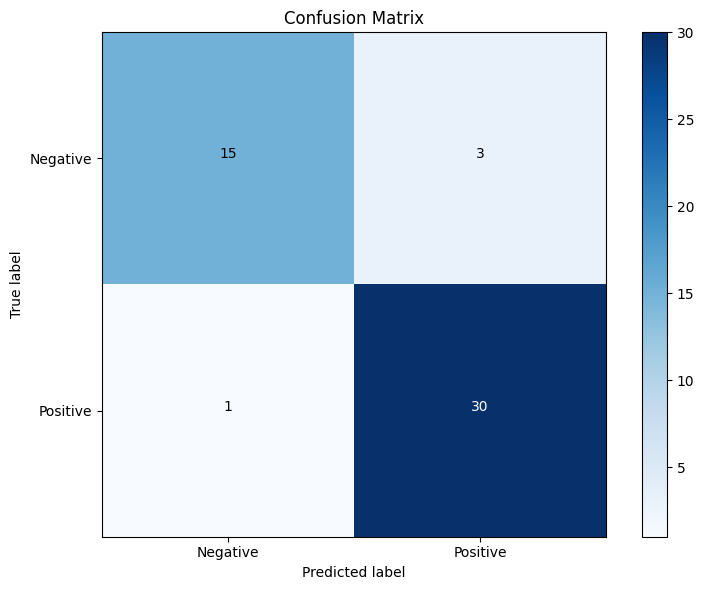 Confusion Matrix
True label
Negative
Positive
15
3
1
30
Negative
Positive
Predicted label
30
25
20
15
10
5